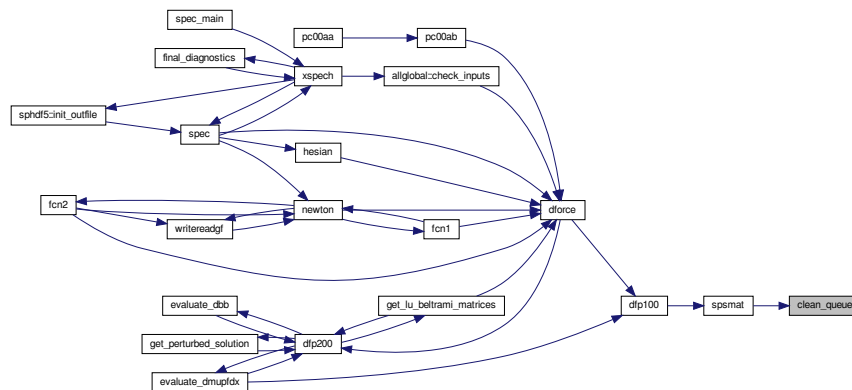 spec_main
pc00aa
pc00ab
final_diagnostics
xspech
allglobal::check_inputs
sphdf5::init_outfile
spec
hesian
fcn2
newton
dforce
writereadgf
fcn1
evaluate_dbb
get_lu_beltrami_matrices
dfp100
spsmat
clean_queue
get_perturbed_solution
dfp200
evaluate_dmupfdx